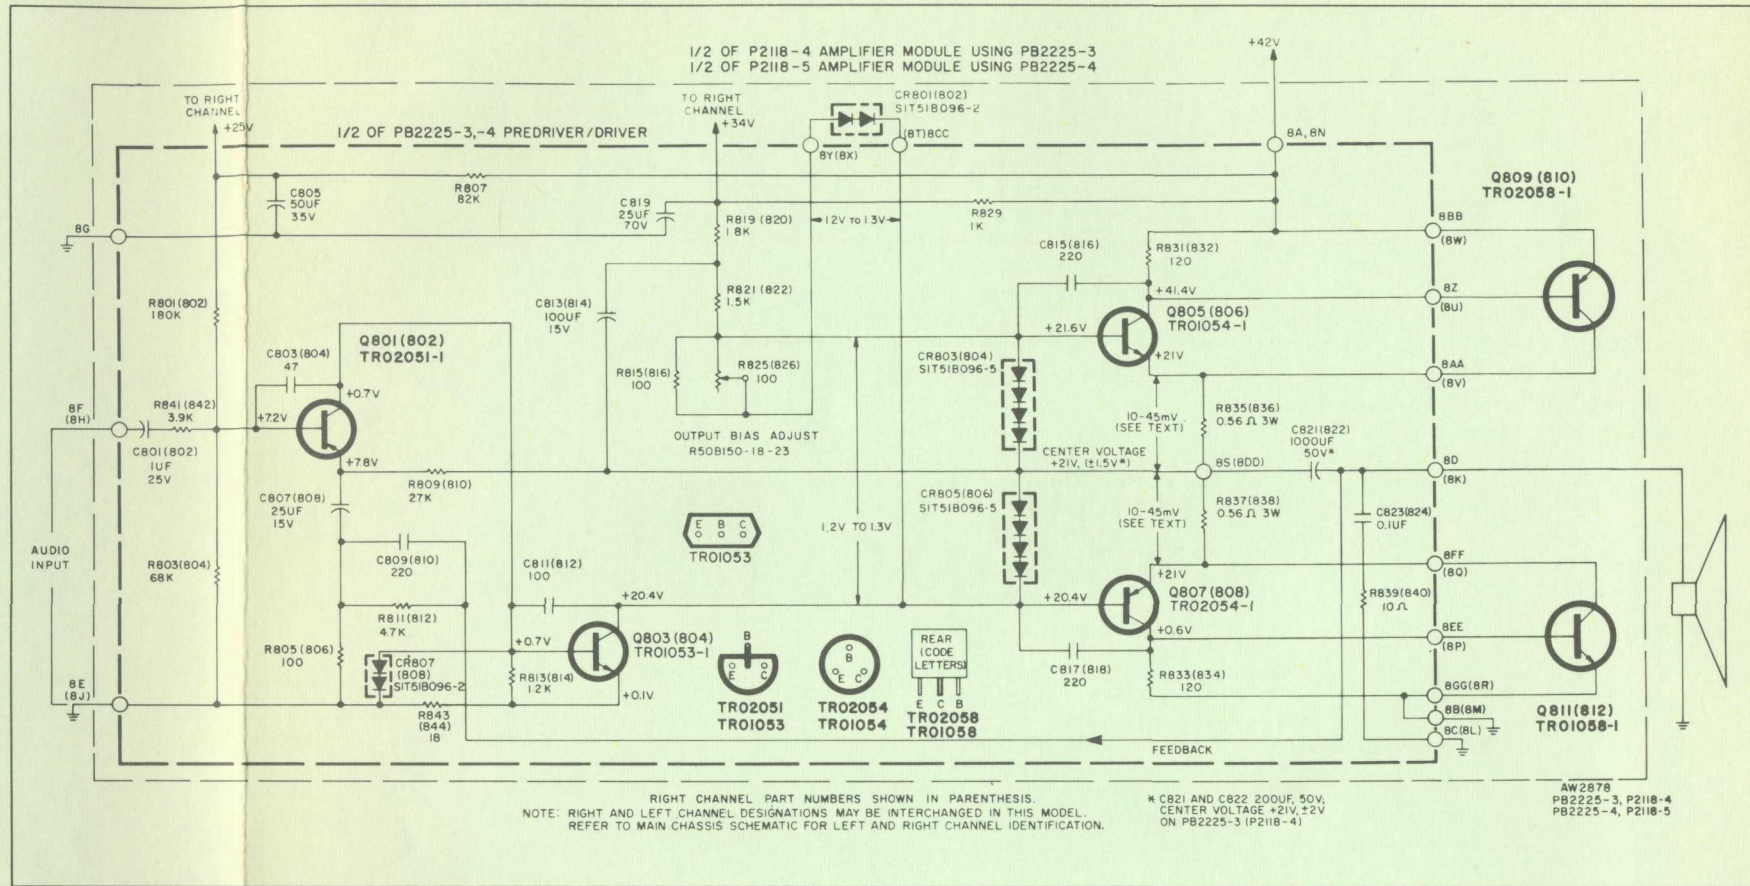 1/2 OF P2118-4 AMPLIFIER MODULE USING PB2225-3
1/2 OF P2118-5 AMPLIFIER MODULE USING PB2225-4
+42V
TO RIGHT
CHANNEL
+25V
1/2 OF PB2225-3,-4 PREDRIVER/DRIVER
TO RIGHT
CHANNEL
+34V
CR801(802)
SIT51B096-2
8Y(8X)
(8T)8CC
8A, 8N
Q809(810)
TR02058-1
C805
50UF
35V
R807
82K
C819
25UF
70V
R819(820)
1.8K
1.2V TO 1.3V
R829
1K
8G
8BB
(8W)
C815(816)
220
R831(832)
120
R801(802)
180K
C813(814)
100UF
15V
R821(822)
1.5K
+41.4V
8Z
(8U)
Q801(802)
TR02051-1
Q805(806)
TR01054-1
+21.6V
C803(804)
47
R815(816)
100
R825(826)
100
CR803(804)
SIT51B096-5
+21V
8AA
(8V)
8F
(8H)
R841(842)
3.9K
+7.2V
+0.7V
C801(802)
1UF
25V
OUTPUT BIAS ADJUST
R50B150-18-23
10-45mV
(SEE TEXT)
R835(836)
0.56 Ω 3W
C821(822)
1000UF
50V*
CENTER VOLTAGE
+21V, (±1.5V*)
+7.8V
8S(8DD)
8D
(8K)
R809(810)
27K
C807(808)
25UF
15V
CR805(806)
SIT51B096-5
10-45mV
(SEE TEXT)
R837(838)
0.56 Ω 3W
C823(824)
0.1UF
E B C
TR01053
1.2V TO 1.3V
AUDIO
INPUT
R803(804)
68K
C809(810)
220
C811(812)
100
8FF
(8Q)
+21V
Q807(808)
TR02054-1
R839(840)
10 Ω
+20.4V
+20.4V
R811(812)
4.7K
R805(806)
100
+0.7V
Q803(804)
TR01053-1
+0.6V
8EE
(8P)
CR807
(808)
SIT51B096-2
R813(814)
1.2K
+0.1V
B
E C
TR02051
TR01053
B
E C
TR02054
TR01054
REAR
(CODE
LETTERS)
E C B
TR02058
TR01058
C817(818)
220
R833(834)
120
8E
(8J)
R843
(844)
18
8GG(8R)
8B(8M)
8C(8L)
Q811(812)
TR01058-1
FEEDBACK
RIGHT CHANNEL PART NUMBERS SHOWN IN PARENTHESIS.
NOTE: RIGHT AND LEFT CHANNEL DESIGNATIONS MAY BE INTERCHANGED IN THIS MODEL.
REFER TO MAIN CHASSIS SCHEMATIC FOR LEFT AND RIGHT CHANNEL IDENTIFICATION.
* C821 AND C822 200UF, 50V;
CENTER VOLTAGE +21V, ±2V
ON PB2225-3 (P2118-4)
AW2878
PB2225-3, P2118-4
PB2225-4, P2118-5